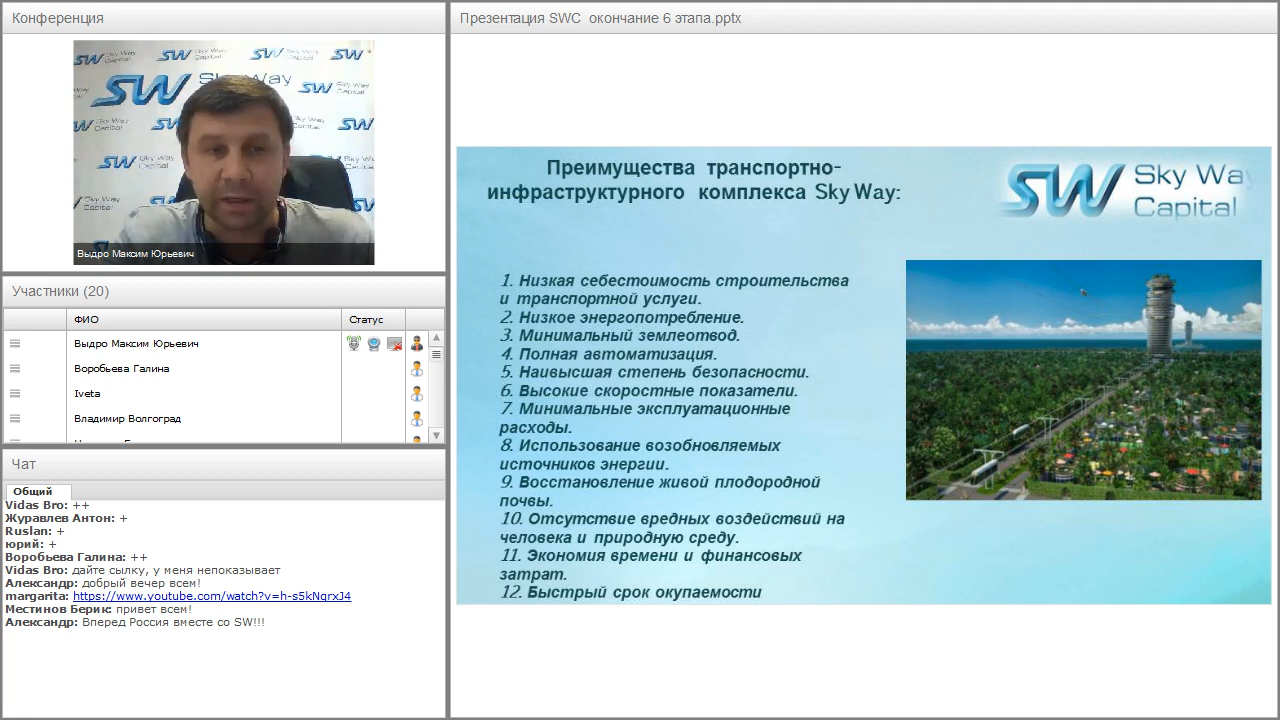 Конференция
SW Sky Way Capital
Выдро Максим Юрьевич
Участники (20)
ФИО
Статус
Выдро Максим Юрьевич
Воробьева Галина
Iveta
Владимир Волгоград
Чат
Общий
Vidas Bro: ++
Журавлев Антон: +
Ruslan: +
юрий: +
Воробьева Галина: ++
Vidas Bro: дайте сылку, у меня непоказывает
Александр: добрый вечер всем!
margarita: https://www.youtube.com/watch?v=h-s5kNqrxJ4
Местинов Берик: привет всем!
Александр: Вперед Россия вместе со SW!!!
Презентация SWC окончание 6 этапа.pptx
Преимущества транспортно-
инфраструктурного комплекса Sky Way:
SW Sky Way
Capital
1. Низкая себестоимость строительства
и транспортной услуги.
2. Низкое энергопотребление.
3. Минимальный землеотвод.
4. Полная автоматизация.
5. Наивысшая степень безопасности.
6. Высокие скоростные показатели.
7. Минимальные эксплуатационные
расходы.
8. Использование возобновляемых
источников энергии.
9. Восстановление живой плодородной
почвы.
10. Отсутствие вредных воздействий на
человека и природную среду.
11. Экономия времени и финансовых
затрат.
12. Быстрый срок окупаемости